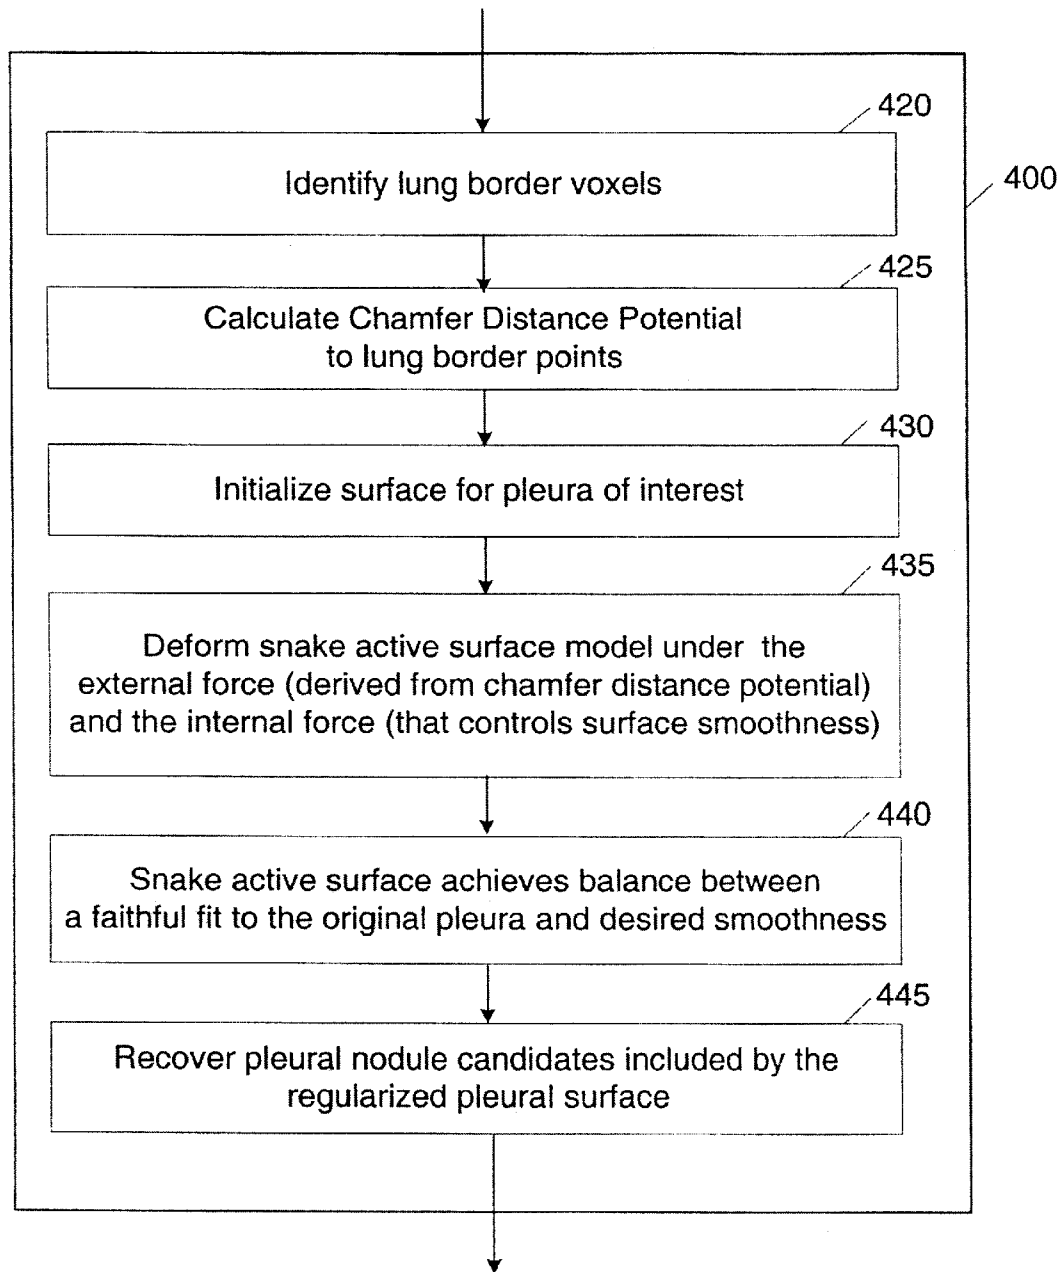 420
Identify lung border voxels
400
425
Calculate Chamfer Distance Potential
to lung border points
430
Initialize surface for pleura of interest
435
Deform snake active surface model under the
external force (derived from chamfer distance potential)
and the internal force (that controls surface smoothness)
440
Snake active surface achieves balance between
a faithful fit to the original pleura and desired smoothness
445
Recover pleural nodule candidates included by the
regularized pleural surface